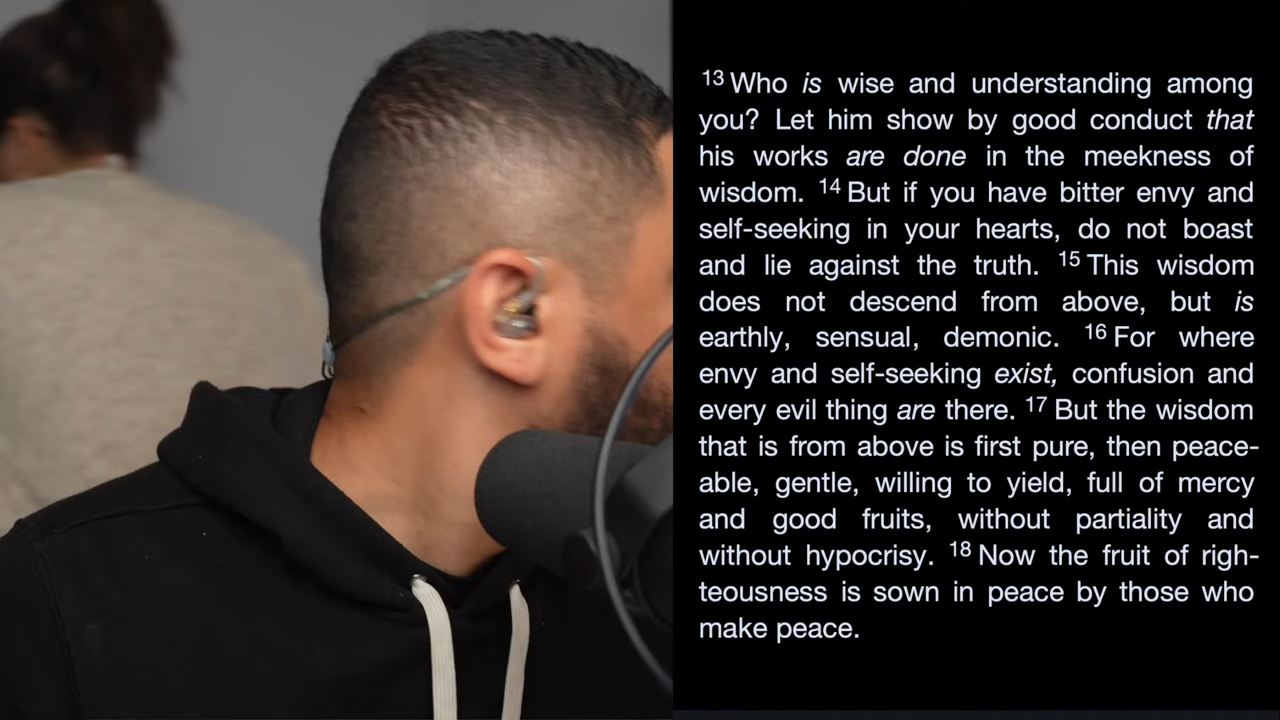 13 Who is wise and understanding among
you? Let him show by good conduct that
his works are done in the meekness of
wisdom. 14 But if you have bitter envy and
self-seeking in your hearts, do not boast
and lie against the truth. 15 This wisdom
does not descend from above, but is
earthly, sensual, demonic. 16 For where
envy and self-seeking exist, confusion and
every evil thing are there. 17 But the wisdom
that is from above is first pure, then peace-
able, gentle, willing to yield, full of mercy
and good fruits, without partiality and
without hypocrisy. 18 Now the fruit of righ-
teousness is sown in peace by those who
make peace.